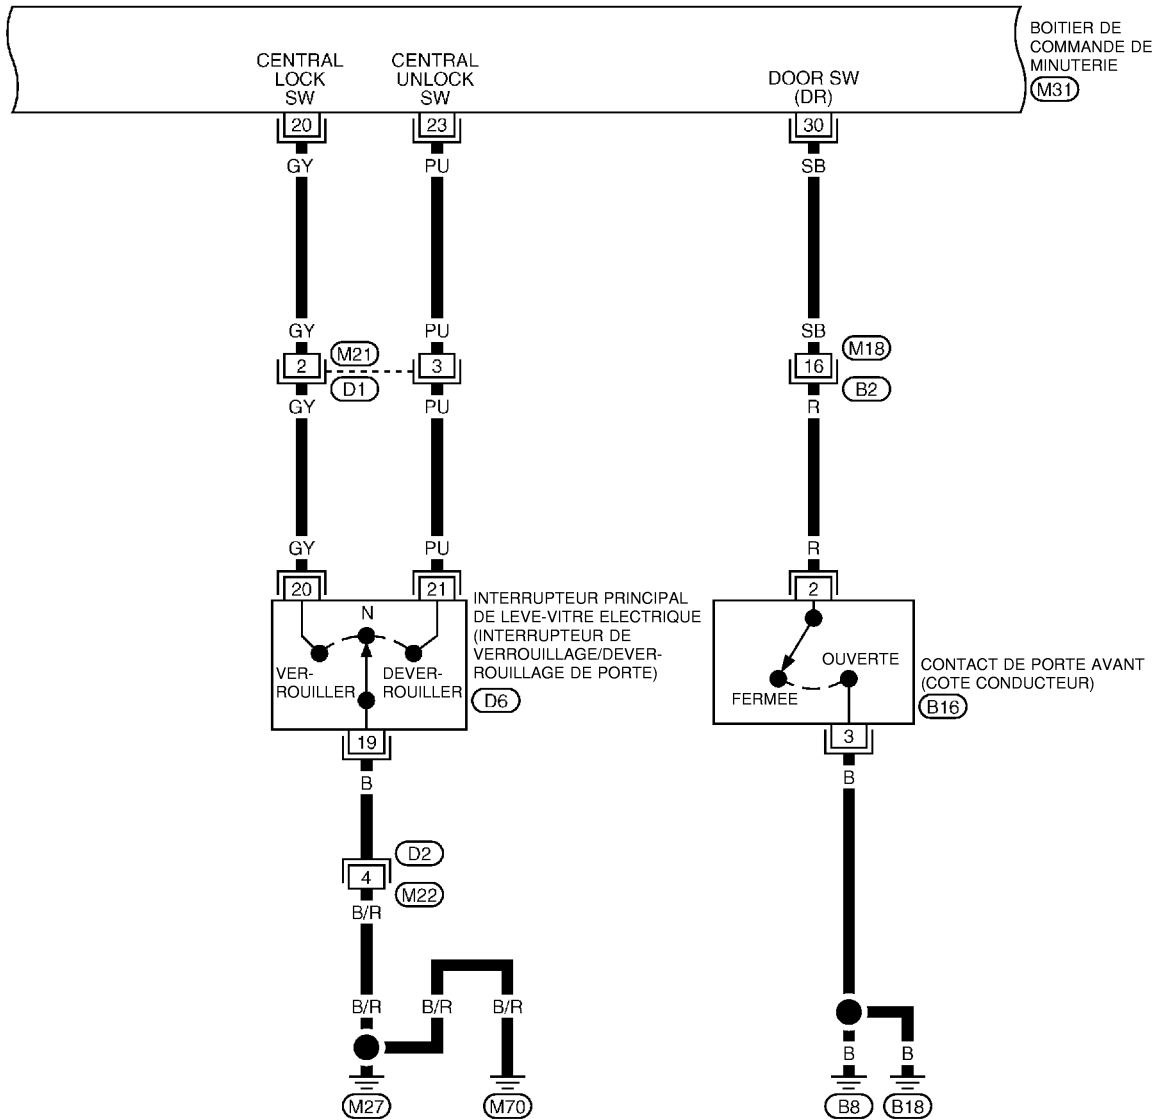 BOITIER DE
COMMANDE DE
MINUTERIE
M31
CENTRAL
LOCK
SW
CENTRAL
UNLOCK
SW
DOOR SW
(DR)
20
23
30
GY
PU
SB
GY
PU
SB
2
M21
D1
3
16
M18
B2
GY
PU
R
GY
PU
R
20
21
2
INTERRUPTEUR PRINCIPAL
DE LEVE-VITRE ELECTRIQUE
(INTERRUPTEUR DE
VERROUILLAGE/DEVER-
ROUILLAGE DE PORTE)
D6
N
VER-
ROUILLER
DEVER-
ROUILLER
OUVERTE
FERMEE
CONTACT DE PORTE AVANT
(COTE CONDUCTEUR)
B16
19
3
B
B
D2
4
M22
B/R
B/R
B/R
B/R
B
B
M27
M70
B8
B18